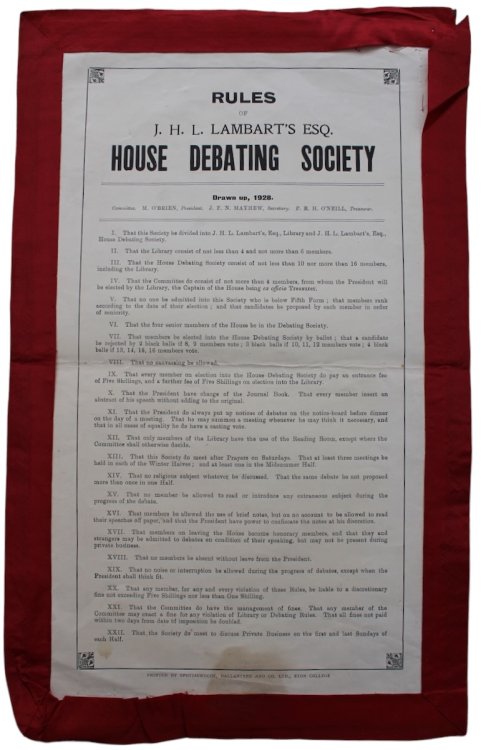 RULES
OF
J. H. L. LAMBART'S ESQ.
HOUSE DEBATING SOCIETY
Drawn up, 1928.
Committee. M. O'BRIEN, President. J. F. N. MAYHEW, Secretary. F. R. H. O'NEILL, Treasurer.
I. That this Society be divided into J. H. L. Lambart's, Esq., Library and J. H. L. Lambart's, Esq.,
House Debating Society.
II. That the Library consist of not less than 4 and not more than 6 members.
III. That the House Debating Society consist of not less than 10 nor more than 16 members,
including the Library.
IV. That the Committee do consist of not more than 4 members, from whom the President will
be elected by the Library, the Captain of the House being ex officio Treasurer.
V. That no one be admitted into this Society who is below Fifth Form; that members rank
according to the date of their election; and that candidates be proposed by each member in order
of seniority.
VI. That the four senior members of the House be in the Debating Society.
VII. That members be elected into the House Debating Society by ballot; that a candidate
be rejected by 2 black balls if 8, 9 members vote; 3 black balls if 10, 11, 12 members vote; 4 black
balls if 13, 14, 15, 16 members vote.
VIII. That no canvassing be allowed.
IX. That every member on election into the House Debating Society do pay an entrance fee
of Five Shillings, and a further fee of Five Shillings on election into the Library.
X. That the President have charge of the Journal Book. That every member insert an
abstract of his speech without adding to the original.
XI. That the President do always put up notices of debates on the notice-board before dinner
on the day of a meeting. That he may summon a meeting whenever he may think it necessary, and
that in all cases of equality he do have a casting vote.
XII. That only members of the Library have the use of the Reading Room, except where the
Committee shall otherwise decide.
XIII. That this Society do meet after Prayers on Saturdays. That at least three meetings be
held in each of the Winter Halves; and at least one in the Midsummer Half.
XIV. That no religious subject whatever be discussed. That the same debate be not proposed
more than once in one Half.
XV. That no member be allowed to read or introduce any extraneous subject during the
progress of the debate.
XVI. That members be allowed the use of brief notes, but on no account be allowed to read
their speeches off paper, and that the President have power to confiscate the notes at his discretion.
XVII. That members on leaving the House become honorary members, and that they and
strangers may be admitted to debates on condition of their speaking, but may not be present during
private business.
XVIII. That no members be absent without leave from the President.
XIX. That no noise or interruption be allowed during the progress of debates, except when the
President shall think fit.
XX. That any member, for any and every violation of these Rules, be liable to a discretionary
fine not exceeding Five Shillings nor less than One Shilling.
XXI. That the Committee do have the management of fines. That any member of the
Committee may exact a fine for any violation of Library or Debating Rules. That all fines not paid
within two days from date of imposition be doubled.
XXII. That the Society do meet to discuss Private Business on the first and last Sundays of
each Half.
PRINTED BY SPOTTISWOODE, BALLANTYNE AND CO. LTD., ETON COLLEGE